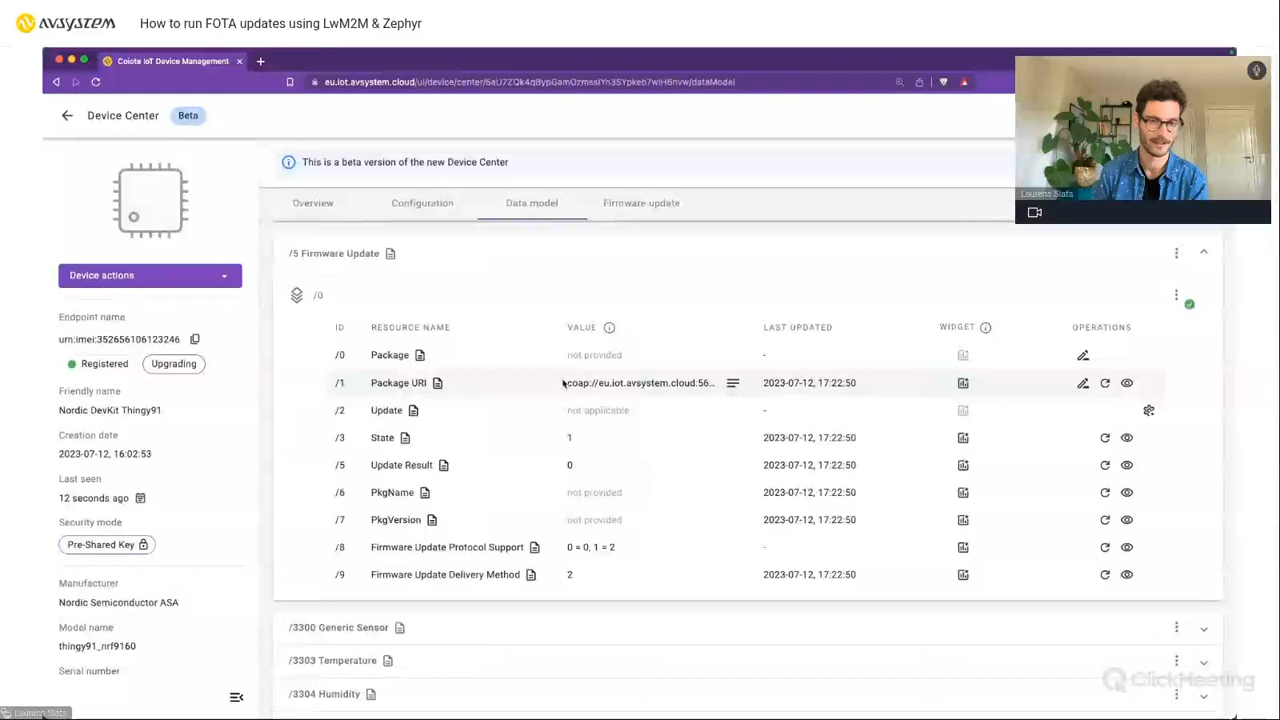 AVSYSTEM How to run FOTA updates using LwM2M & Zephyr
Coiote IoT Device Management
Device Center Beta
This is a beta version of the new Device Center
Laurens Slats
Overview Configuration Data model Firmware update
Device actions
Endpoint name
urn:imei:352656106123246
Registered Upgrading
Friendly name
Nordic DevKit Thingy91
Creation date
2023-07-12, 16:02:53
Last seen
12 seconds ago
Security mode
Pre-Shared Key
Manufacturer
Nordic Semiconductor ASA
Model name
thingy91_nrf9160
Serial number
/5 Firmware Update
/0
ID RESOURCE NAME VALUE LAST UPDATED WIDGET OPERATIONS
/0 Package not provided -
/1 Package URI coap://eu.iot.avsystem.cloud:56... 2023-07-12, 17:22:50
/2 Update not applicable -
/3 State 1 2023-07-12, 17:22:50
/5 Update Result 0 2023-07-12, 17:22:50
/6 PkgName not provided 2023-07-12, 17:22:50
/7 PkgVersion not provided 2023-07-12, 17:22:50
/8 Firmware Update Protocol Support 0 = 0, 1 = 2 -
/9 Firmware Update Delivery Method 2 2023-07-12, 17:22:50
/3300 Generic Sensor
/3303 Temperature
/3304 Humidity
ClickMeeting
Laurens Slats